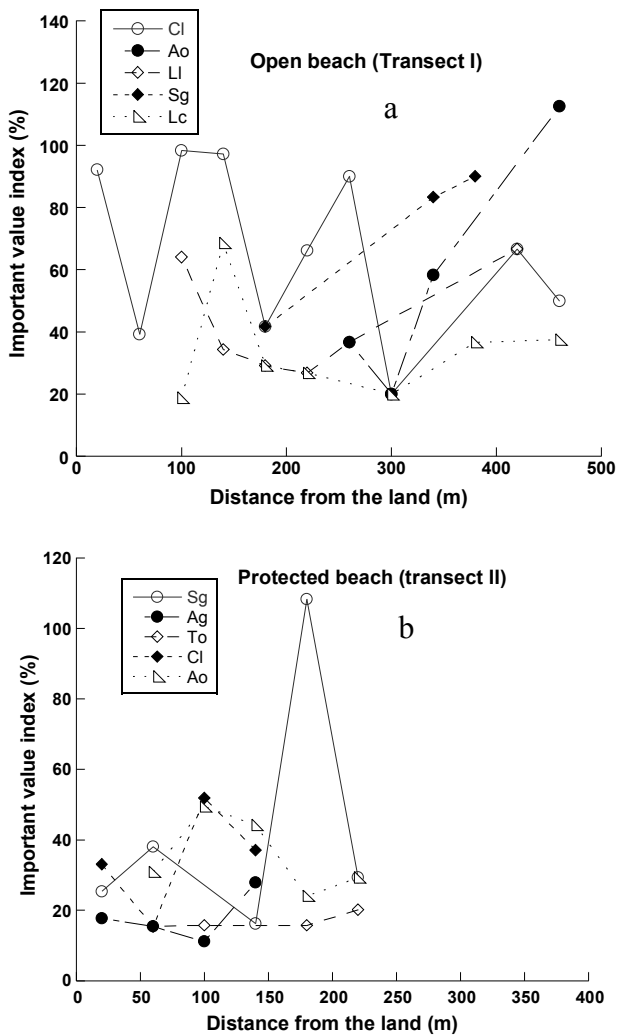 140
120
100
80
60
40
20
0
Important value index (%)
Cl
Ao
Ll
Sg
Lc
Open beach (Transect I)
a
0 100 200 300 400 500
Distance from the land (m)
120
100
80
60
40
20
0
Important value index (%)
Sg
Ag
To
Cl
Ao
Protected beach (transect II)
b
0 50 100 150 200 250 300 350 400
Distance from the land (m)